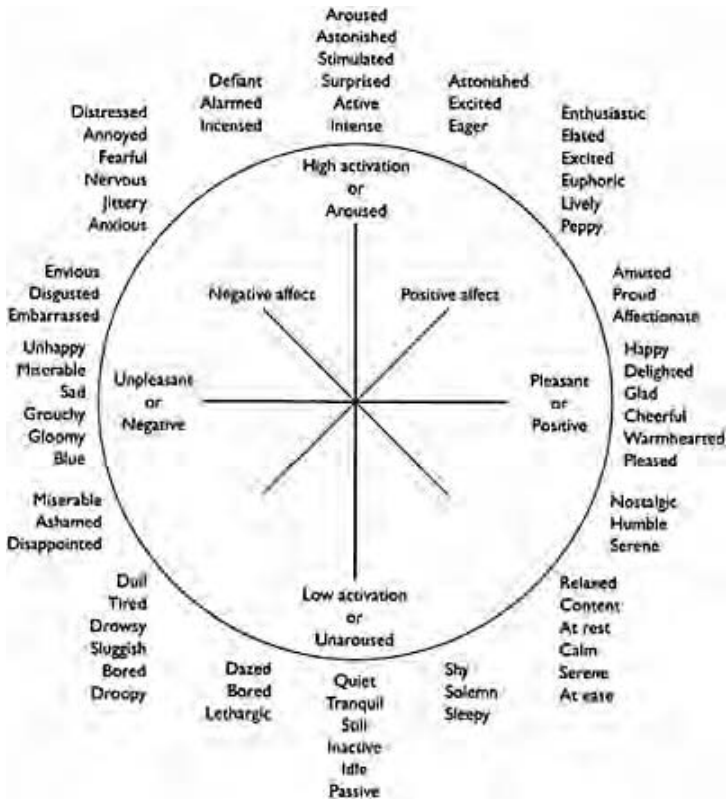 Aroused
Astonished
Stimulated
Surprised
Active
Intense
Defiant
Alarmed
Incensed
Astonished
Excited
Eager
Distressed
Annoyed
Fearful
Nervous
Jittery
Anxious
Enthusiastic
Elated
Excited
Euphoric
Lively
Peppy
High activation
or
Aroused
Envious
Disgusted
Embarrassed
Negative affect
Positive affect
Amused
Proud
Affectionate
Unhappy
Miserable
Sad
Grouchy
Gloomy
Blue
Unpleasant
or
Negative
Pleasant
or
Positive
Happy
Delighted
Glad
Cheerful
Warmhearted
Pleased
Miserable
Ashamed
Disappointed
Nostalgic
Humble
Serene
Dull
Tired
Drowsy
Sluggish
Bored
Droopy
Low activation
or
Unaroused
Relaxed
Content
At rest
Calm
Serene
At ease
Dazed
Bored
Lethargic
Quiet
Tranquil
Still
Inactive
Idle
Passive
Shy
Solemn
Sleepy